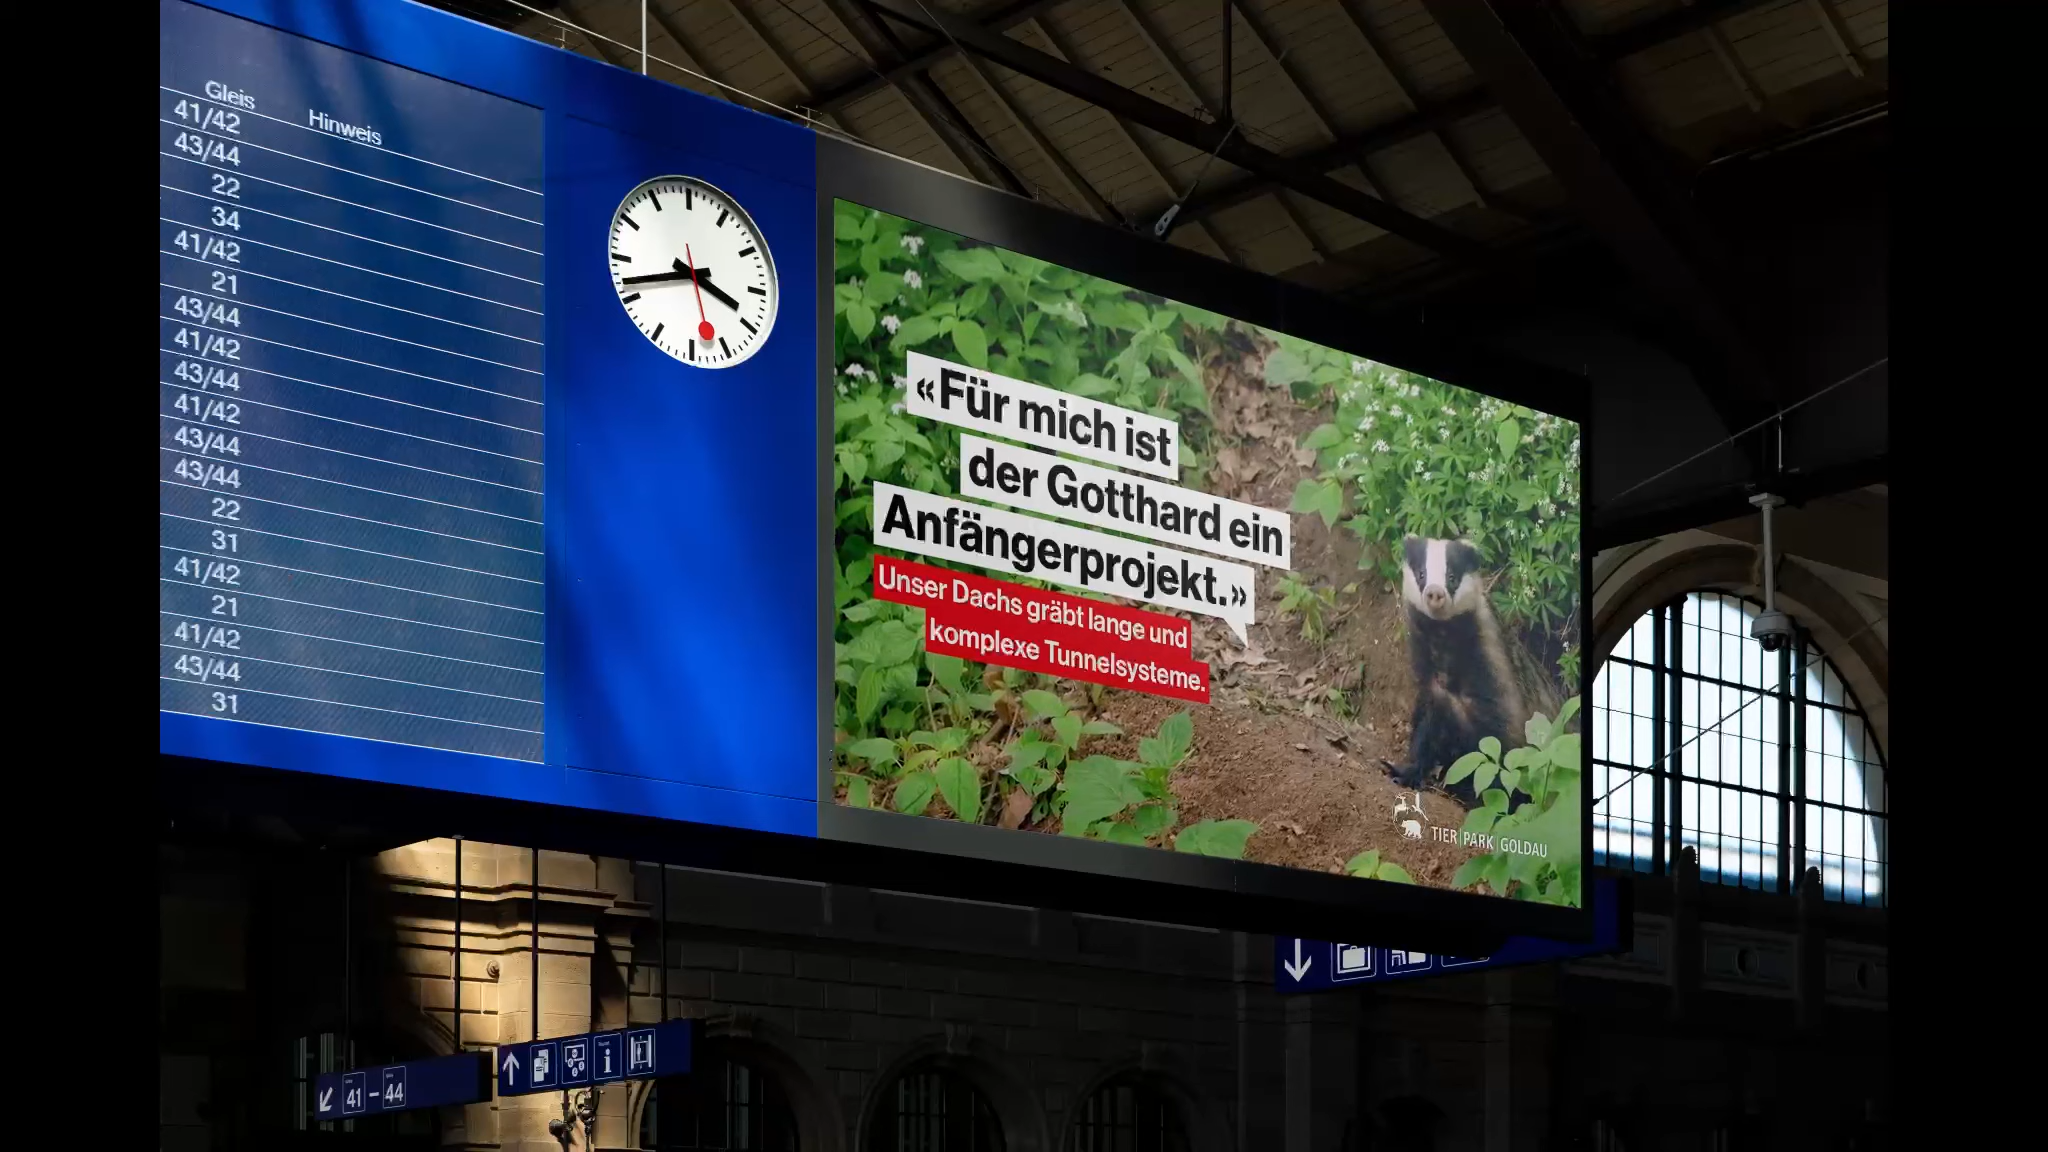 Gleis Hinweis
41/42
43/44
22
34
41/42
21
43/44
41/42
43/44
41/42
43/44
43/44
22
31
41/42
21
41/42
43/44
31
«Für mich ist
der Gotthard ein
Anfängerprojekt.»
Unser Dachs gräbt lange und
komplexe Tunnelsysteme.
TIER|PARK|GOLDAU
41 – 44
i